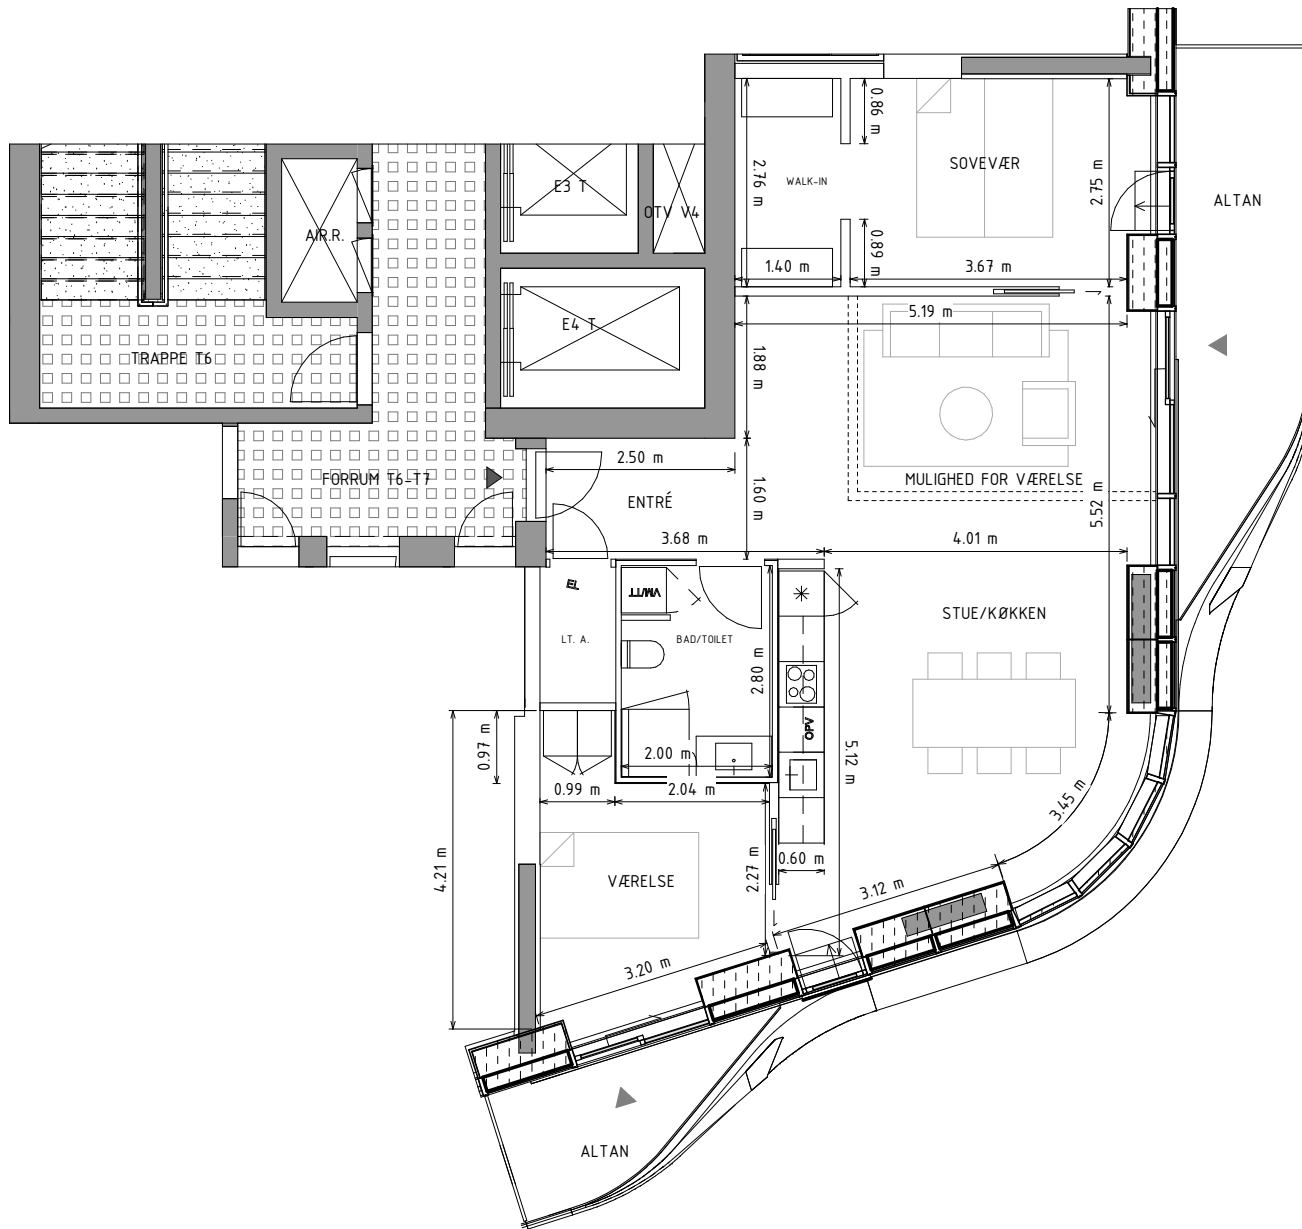 0.86 m
2.76 m
WALK-IN
SOVEVÆR
2.75 m
ALTAN
E3 T
OTV V4
AIR.R.
0.89 m
1.40 m
3.67 m
5.19 m
E4 T
TRAPPE T6
1.88 m
2.50 m
FORRUM T6-T7
ENTRÉ
1.60 m
MULIGHED FOR VÆRELSE
5.52 m
3.68 m
4.01 m
EL
VM/TT
LT. A.
BAD/TOILET
2.80 m
STUE/KØKKEN
OPV
5.12 m
0.97 m
2.00 m
0.99 m
2.04 m
3.45 m
4.21 m
VÆRELSE
2.27 m
0.60 m
3.12 m
3.20 m
ALTAN